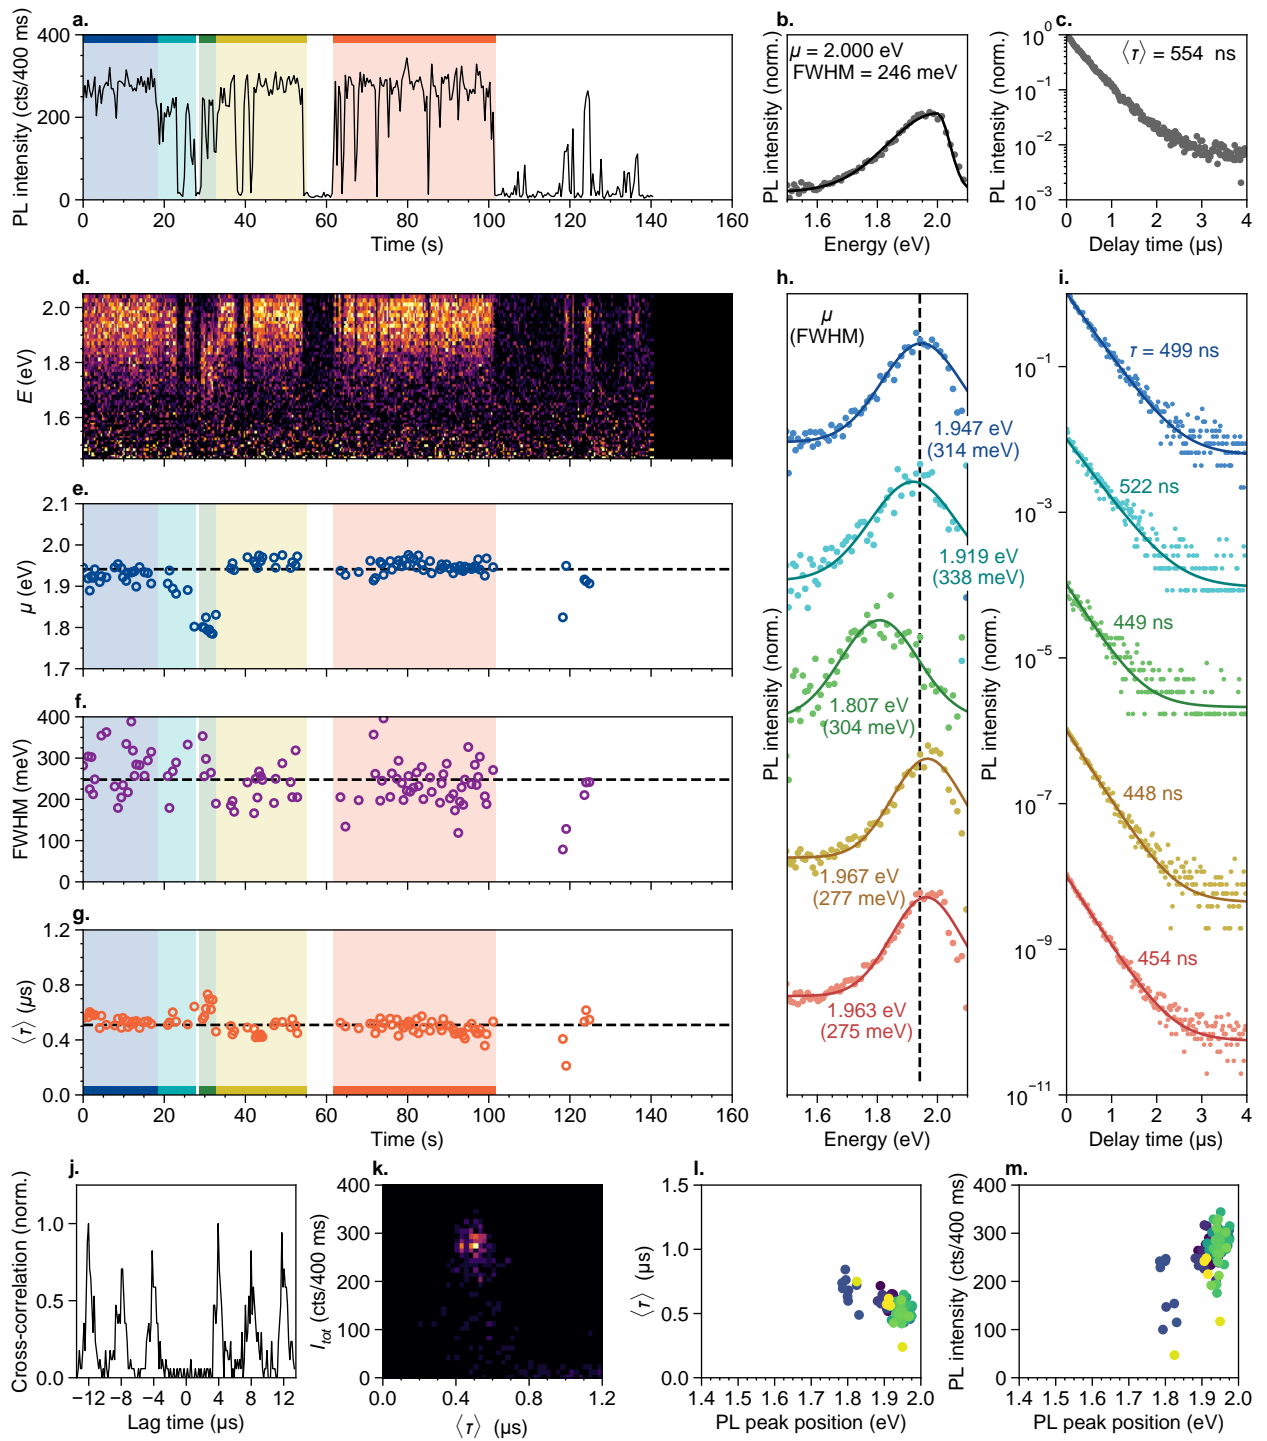 a.
PL intensity (cts/400 ms)
400
200
0
0 20 40 60 80 100 120 140 160
Time (s)
b.
PL intensity (norm.)
μ = 2.000 eV
FWHM = 246 meV
1.6 1.8 2.0
Energy (eV)
c.
PL intensity (norm.)
⟨τ⟩ = 554 ns
10⁰
10⁻¹
10⁻²
10⁻³
0 1 2 3 4
Delay time (μs)
d.
E (eV)
2.0
1.8
1.6
e.
μ (eV)
2.1
2.0
1.9
1.8
1.7
f.
FWHM (meV)
400
300
200
100
0
g.
⟨τ⟩ (μs)
1.2
0.8
0.4
0.0
0 20 40 60 80 100 120 140 160
Time (s)
h.
PL intensity (norm.)
μ
(FWHM)
1.947 eV
(314 meV)
1.919 eV
(338 meV)
1.807 eV
(304 meV)
1.967 eV
(277 meV)
1.963 eV
(275 meV)
1.6 1.8 2.0
Energy (eV)
i.
PL intensity (norm.)
10⁻¹
10⁻³
10⁻⁵
10⁻⁷
10⁻⁹
10⁻¹¹
τ = 499 ns
522 ns
449 ns
448 ns
454 ns
0 1 2 3 4
Delay time (μs)
j.
Cross-correlation (norm.)
1.0
0.5
0.0
−12 −8 −4 0 4 8 12
Lag time (μs)
k.
I_tot (cts/400 ms)
400
300
200
100
0
0.0 0.4 0.8 1.2
⟨τ⟩ (μs)
l.
⟨τ⟩ (μs)
1.5
1.0
0.5
0.0
1.4 1.5 1.6 1.7 1.8 1.9 2.0
PL peak position (eV)
m.
PL intensity (cts/400 ms)
400
300
200
100
0
1.4 1.5 1.6 1.7 1.8 1.9 2.0
PL peak position (eV)